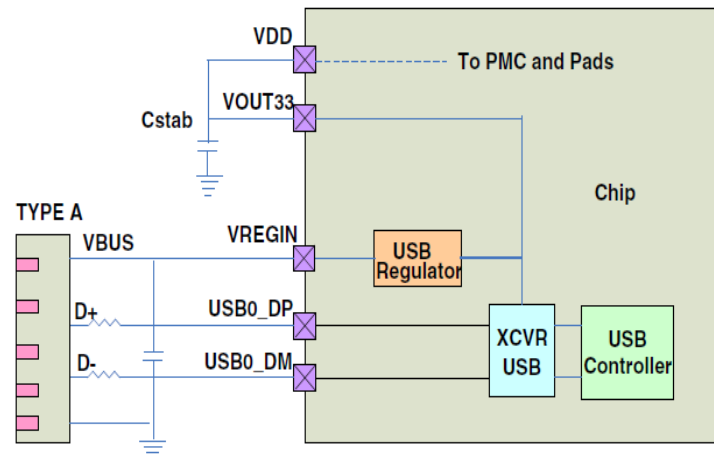 VDD
To PMC and Pads
VOUT33
Cstab
Chip
TYPE A
VBUS
VREGIN
USB
Regulator
D+
USB0_DP
XCVR
USB
USB
Controller
D-
USB0_DM